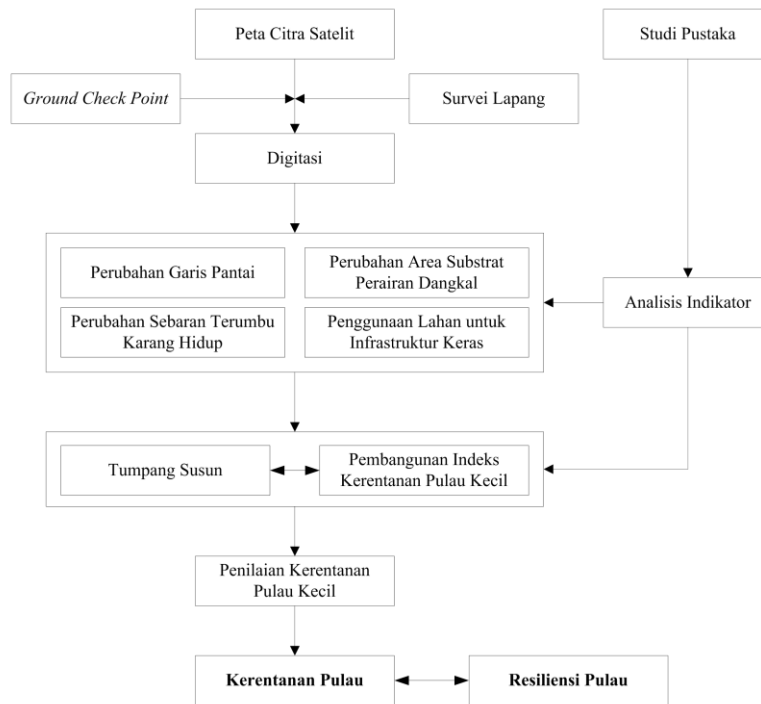 Peta Citra Satelit
Studi Pustaka
Ground Check Point
Survei Lapang
Digitasi
Perubahan Garis Pantai
Perubahan Area Substrat
Perairan Dangkal
Perubahan Sebaran Terumbu
Karang Hidup
Penggunaan Lahan untuk
Infrastruktur Keras
Analisis Indikator
Tumpang Susun
Pembangunan Indeks
Kerentanan Pulau Kecil
Penilaian Kerentanan
Pulau Kecil
Kerentanan Pulau
Resiliensi Pulau